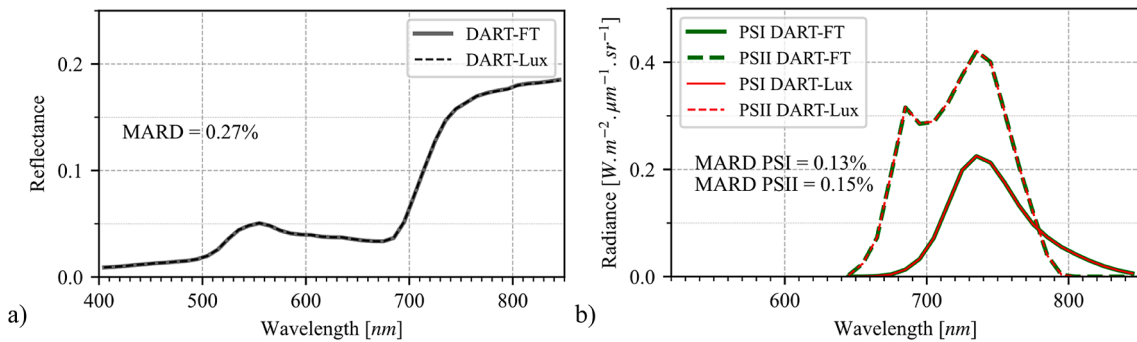 DART-FT
DART-Lux
MARD = 0.27%
Reflectance
0.2
0.1
0.0
400 500 600 700 800
Wavelength [nm]
a)
PSI DART-FT
PSII DART-FT
PSI DART-Lux
PSII DART-Lux
MARD PSI = 0.13%
MARD PSII = 0.15%
Radiance [W.m⁻².μm⁻¹.sr⁻¹]
0.4
0.2
0.0
600 700 800
Wavelength [nm]
b)